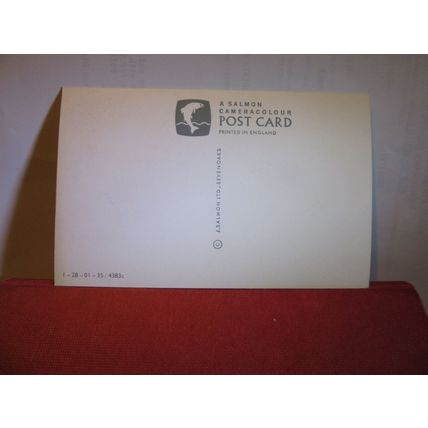 A SALMON
CAMERACOLOUR
POST CARD
PRINTED IN ENGLAND
© J.SALMON LTD., SEVENOAKS
1 - 28 - 01 - 35 / 4383c